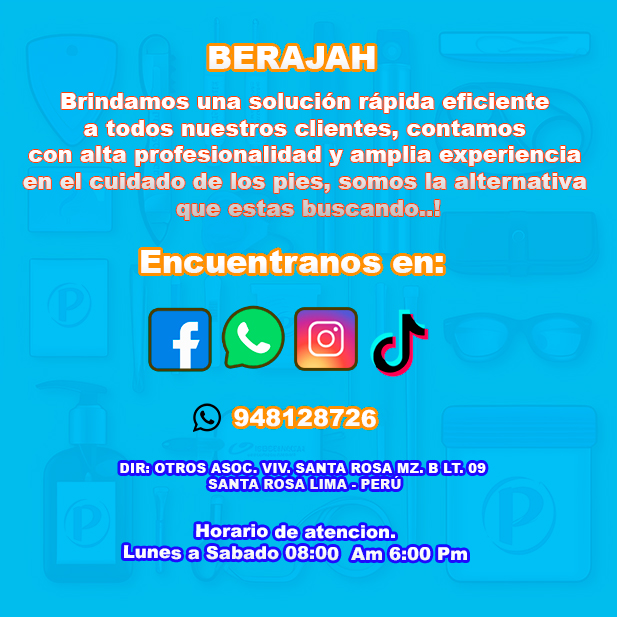 BERAJAH
Brindamos una solución rápida eficiente
a todos nuestros clientes, contamos
con alta profesionalidad y amplia experiencia
en el cuidado de los pies, somos la alternativa
que estas buscando..!
Encuentranos en:
948128726
DIR: OTROS ASOC. VIV. SANTA ROSA MZ. B LT. 09
SANTA ROSA LIMA - PERÚ
Horario de atencion.
Lunes a Sabado 08:00 Am 6:00 Pm